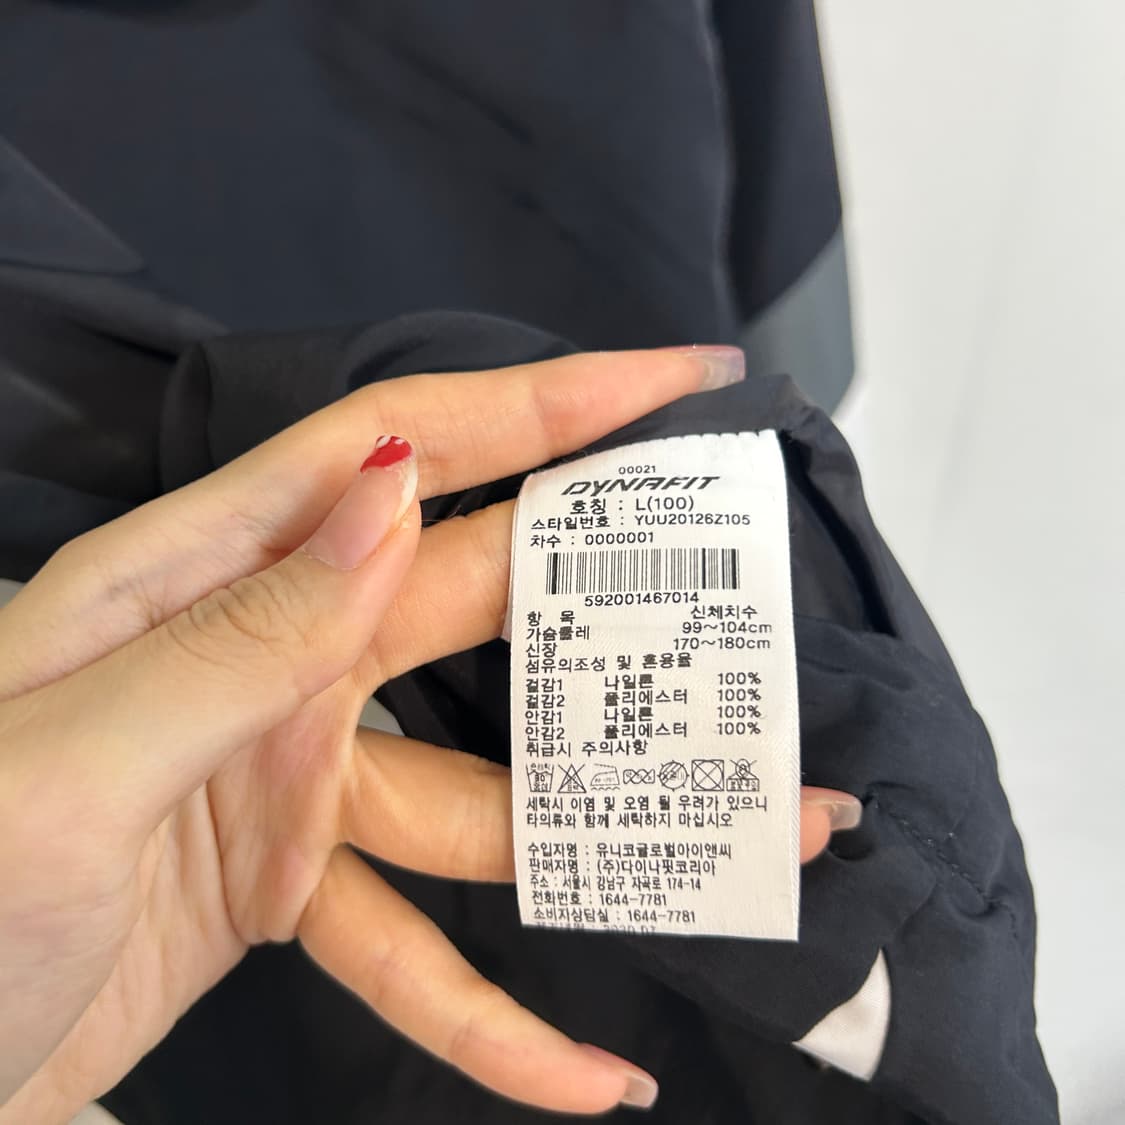 00021
DYNAFIT
호칭 : L(100)
스타일번호 : YUU20126Z105
차수 : 0000001
592001467014
항 목 신체치수
가슴둘레 99~104cm
신장 170~180cm
섬유의조성 및 혼용율
겉감1 나일론 100%
겉감2 폴리에스터 100%
안감1 나일론 100%
안감2 폴리에스터 100%
취급시 주의사항
세탁시 이염 및 오염 될 우려가 있으니
타의류와 함께 세탁하지 마십시오
수입자명 : 유니코글로벌아이앤씨
판매자명 : (주)다이나핏코리아
주소 : 서울시 강남구 자곡로 174-14
전화번호 : 1644-7781
소비자상담실 : 1644-7781